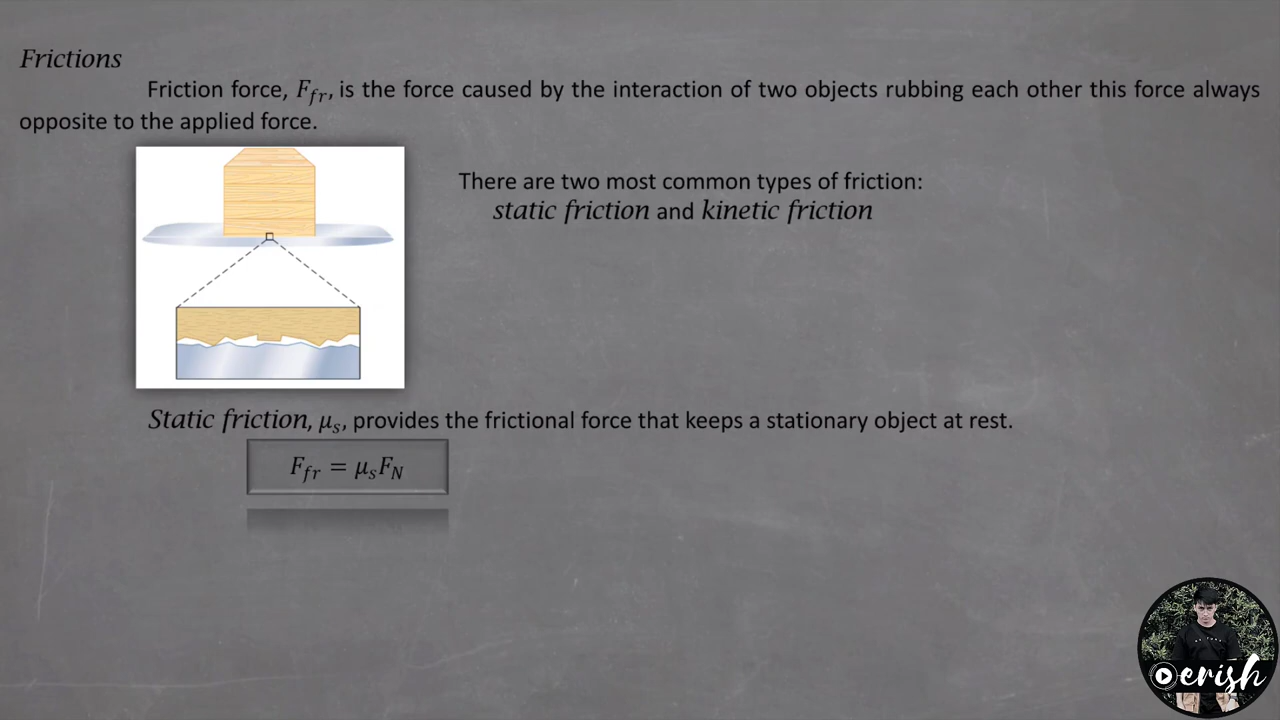 Frictions
Friction force, F_fr, is the force caused by the interaction of two objects rubbing each other this force always
opposite to the applied force.
There are two most common types of friction:
static friction and kinetic friction
Static friction, μ_s, provides the frictional force that keeps a stationary object at rest.
F_fr = μ_s F_N
erish